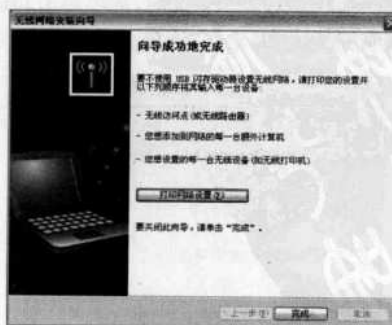 无线网络安装向导
向导成功地完成
要不使用 USB 闪存驱动器设置无线网络，请打印您的设置并
以下列顺序将其输入每一台设备：
- 无线访问点(或无线路由器)
- 您想添加到网络的每一台额外计算机
- 您想设置的每一台无线设备(如无线打印机)
打印网络设置(P)
要关闭此向导，请单击“完成”。
<上一步(B) 完成 取消